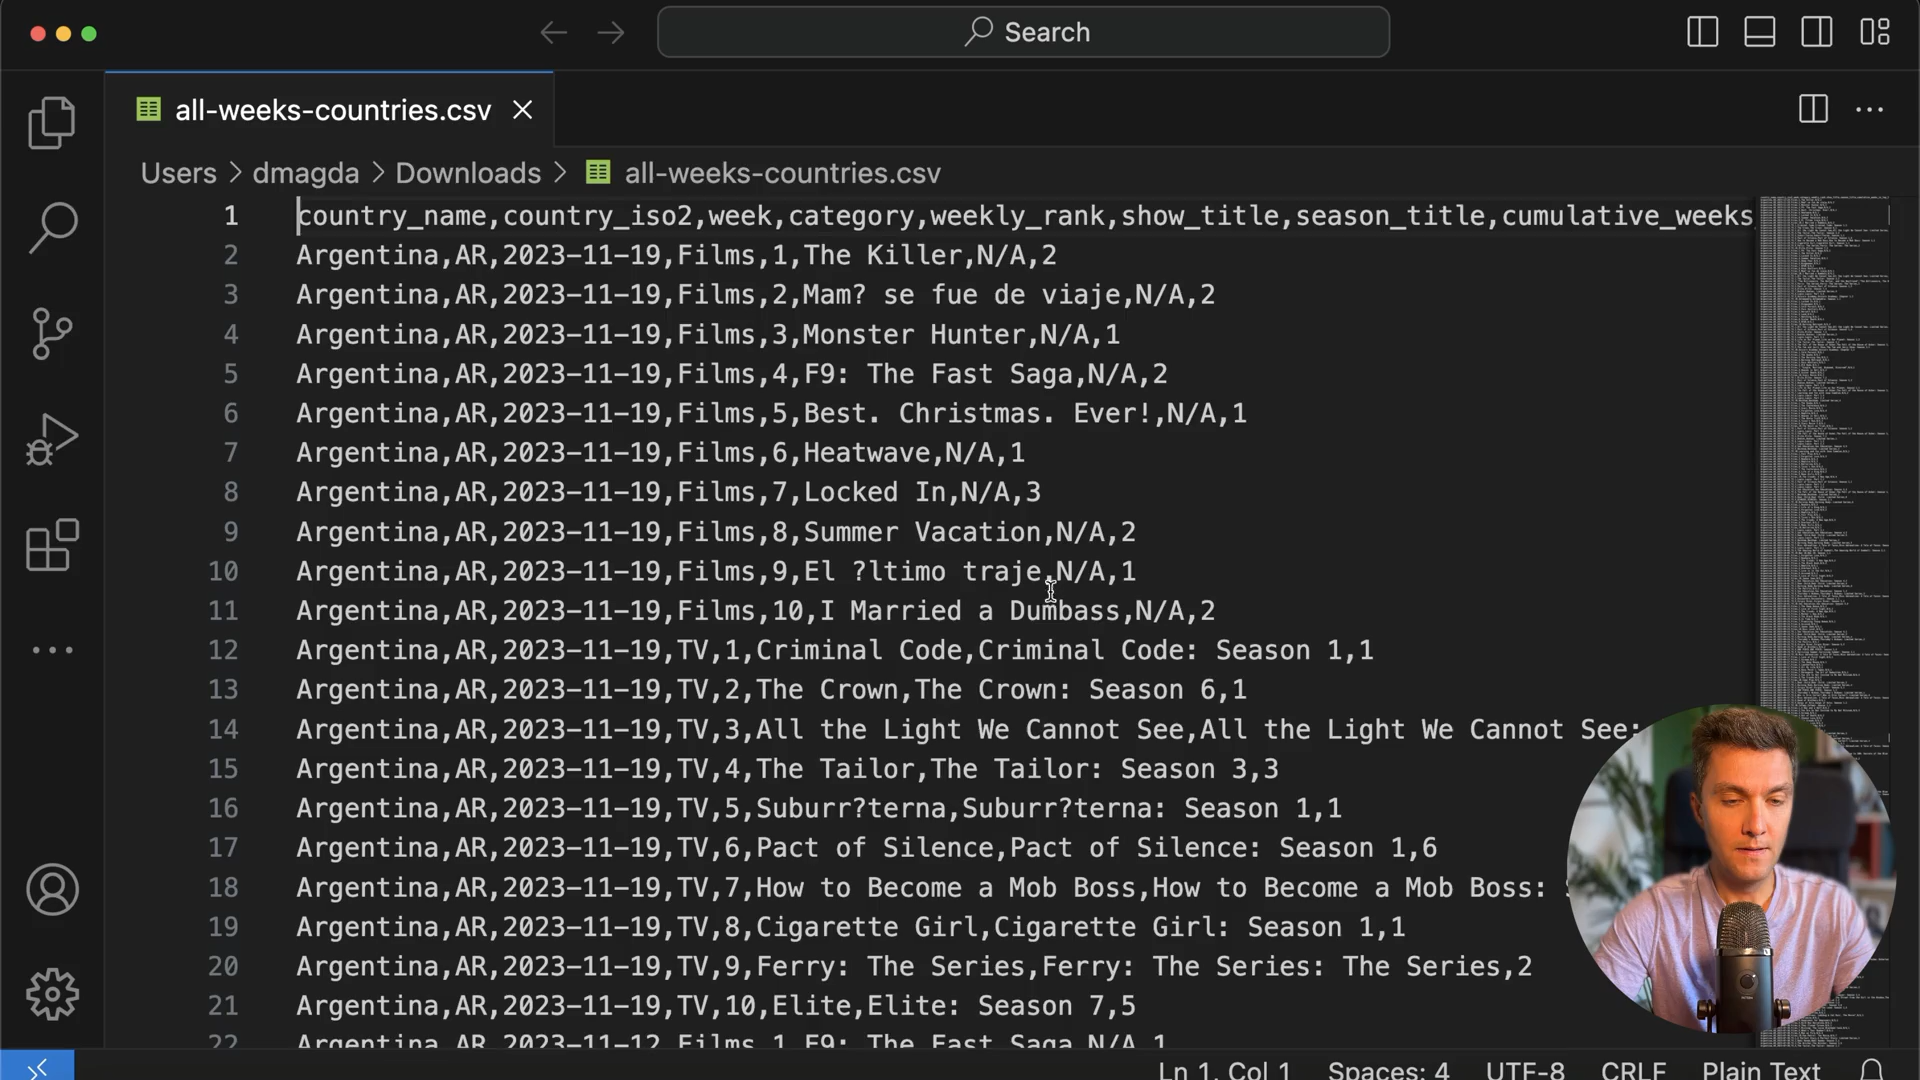 Search
all-weeks-countries.csv
Users > dmagda > Downloads > all-weeks-countries.csv
1 country_name,country_iso2,week,category,weekly_rank,show_title,season_title,cumulative_weeks
2 Argentina,AR,2023-11-19,Films,1,The Killer,N/A,2
3 Argentina,AR,2023-11-19,Films,2,Mam? se fue de viaje,N/A,2
4 Argentina,AR,2023-11-19,Films,3,Monster Hunter,N/A,1
5 Argentina,AR,2023-11-19,Films,4,F9: The Fast Saga,N/A,2
6 Argentina,AR,2023-11-19,Films,5,Best. Christmas. Ever!,N/A,1
7 Argentina,AR,2023-11-19,Films,6,Heatwave,N/A,1
8 Argentina,AR,2023-11-19,Films,7,Locked In,N/A,3
9 Argentina,AR,2023-11-19,Films,8,Summer Vacation,N/A,2
10 Argentina,AR,2023-11-19,Films,9,El ?ltimo traje,N/A,1
11 Argentina,AR,2023-11-19,Films,10,I Married a Dumbass,N/A,2
12 Argentina,AR,2023-11-19,TV,1,Criminal Code,Criminal Code: Season 1,1
13 Argentina,AR,2023-11-19,TV,2,The Crown,The Crown: Season 6,1
14 Argentina,AR,2023-11-19,TV,3,All the Light We Cannot See,All the Light We Cannot See:
15 Argentina,AR,2023-11-19,TV,4,The Tailor,The Tailor: Season 3,3
16 Argentina,AR,2023-11-19,TV,5,Suburr?terna,Suburr?terna: Season 1,1
17 Argentina,AR,2023-11-19,TV,6,Pact of Silence,Pact of Silence: Season 1,6
18 Argentina,AR,2023-11-19,TV,7,How to Become a Mob Boss,How to Become a Mob Boss:
19 Argentina,AR,2023-11-19,TV,8,Cigarette Girl,Cigarette Girl: Season 1,1
20 Argentina,AR,2023-11-19,TV,9,Ferry: The Series,Ferry: The Series: The Series,2
21 Argentina,AR,2023-11-19,TV,10,Elite,Elite: Season 7,5
22 Argentina,AR,2023-11-12,Films,1,F9: The Fast Saga,N/A,1
Ln 1, Col 1 Spaces: 4 UTF-8 CRLF Plain Text